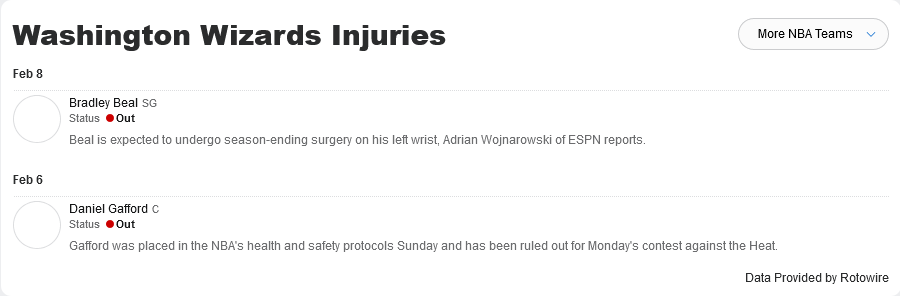 Washington Wizards Injuries
More NBA Teams
Feb 8
Bradley Beal SG
Status Out
Beal is expected to undergo season-ending surgery on his left wrist, Adrian Wojnarowski of ESPN reports.
Feb 6
Daniel Gafford C
Status Out
Gafford was placed in the NBA's health and safety protocols Sunday and has been ruled out for Monday's contest against the Heat.
Data Provided by Rotowire